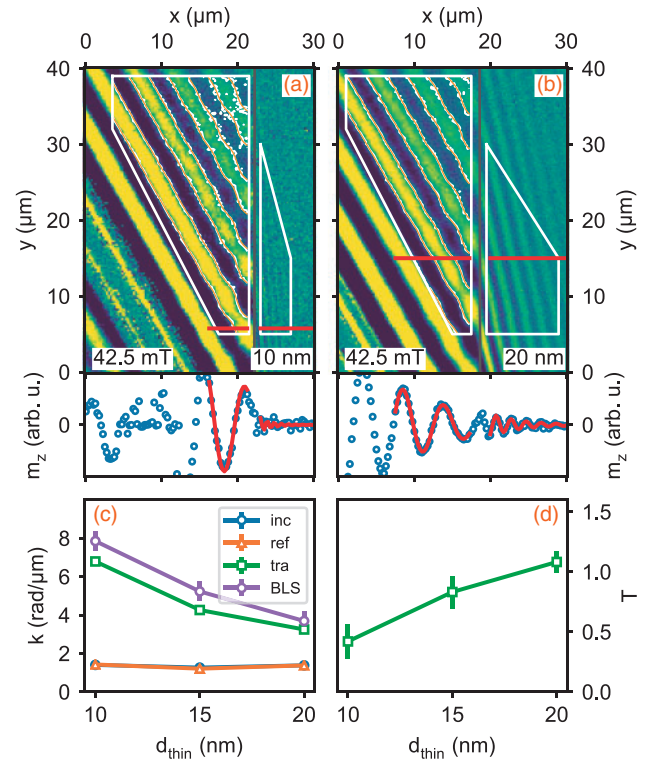 x (µm) x (µm)
0 10 20 30 0 10 20 30
40 (a) (b) 40
30 30
y (µm) y (µm)
20 20
10 10
42.5 mT 10 nm 42.5 mT 20 nm
0 0
m_z (arb. u.) 0 0 m_z (arb. u.)
(c) inc ref tra BLS
k (rad/µm) 8 6 4 2 0
10 15 20
d_thin (nm)
(d)
1.5 1.0 0.5 0.0 T
10 15 20
d_thin (nm)